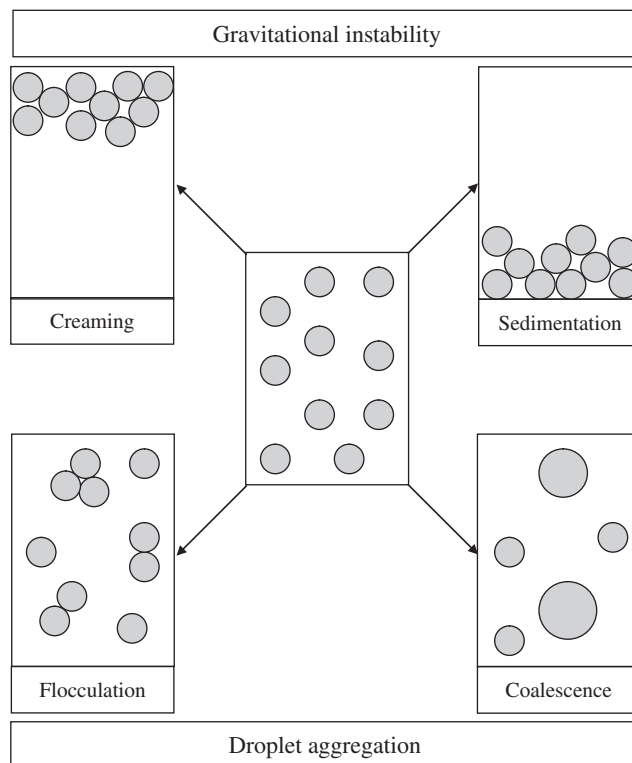 Gravitational instability
Creaming
Sedimentation
Flocculation
Coalescence
Droplet aggregation